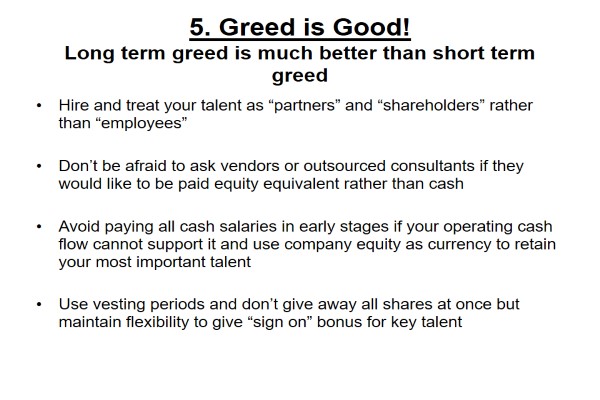 5. Greed is Good!
Long term greed is much better than short term
greed
• Hire and treat your talent as “partners” and “shareholders” rather
than “employees”
• Don’t be afraid to ask vendors or outsourced consultants if they
would like to be paid equity equivalent rather than cash
• Avoid paying all cash salaries in early stages if your operating cash
flow cannot support it and use company equity as currency to retain
your most important talent
• Use vesting periods and don’t give away all shares at once but
maintain flexibility to give “sign on” bonus for key talent